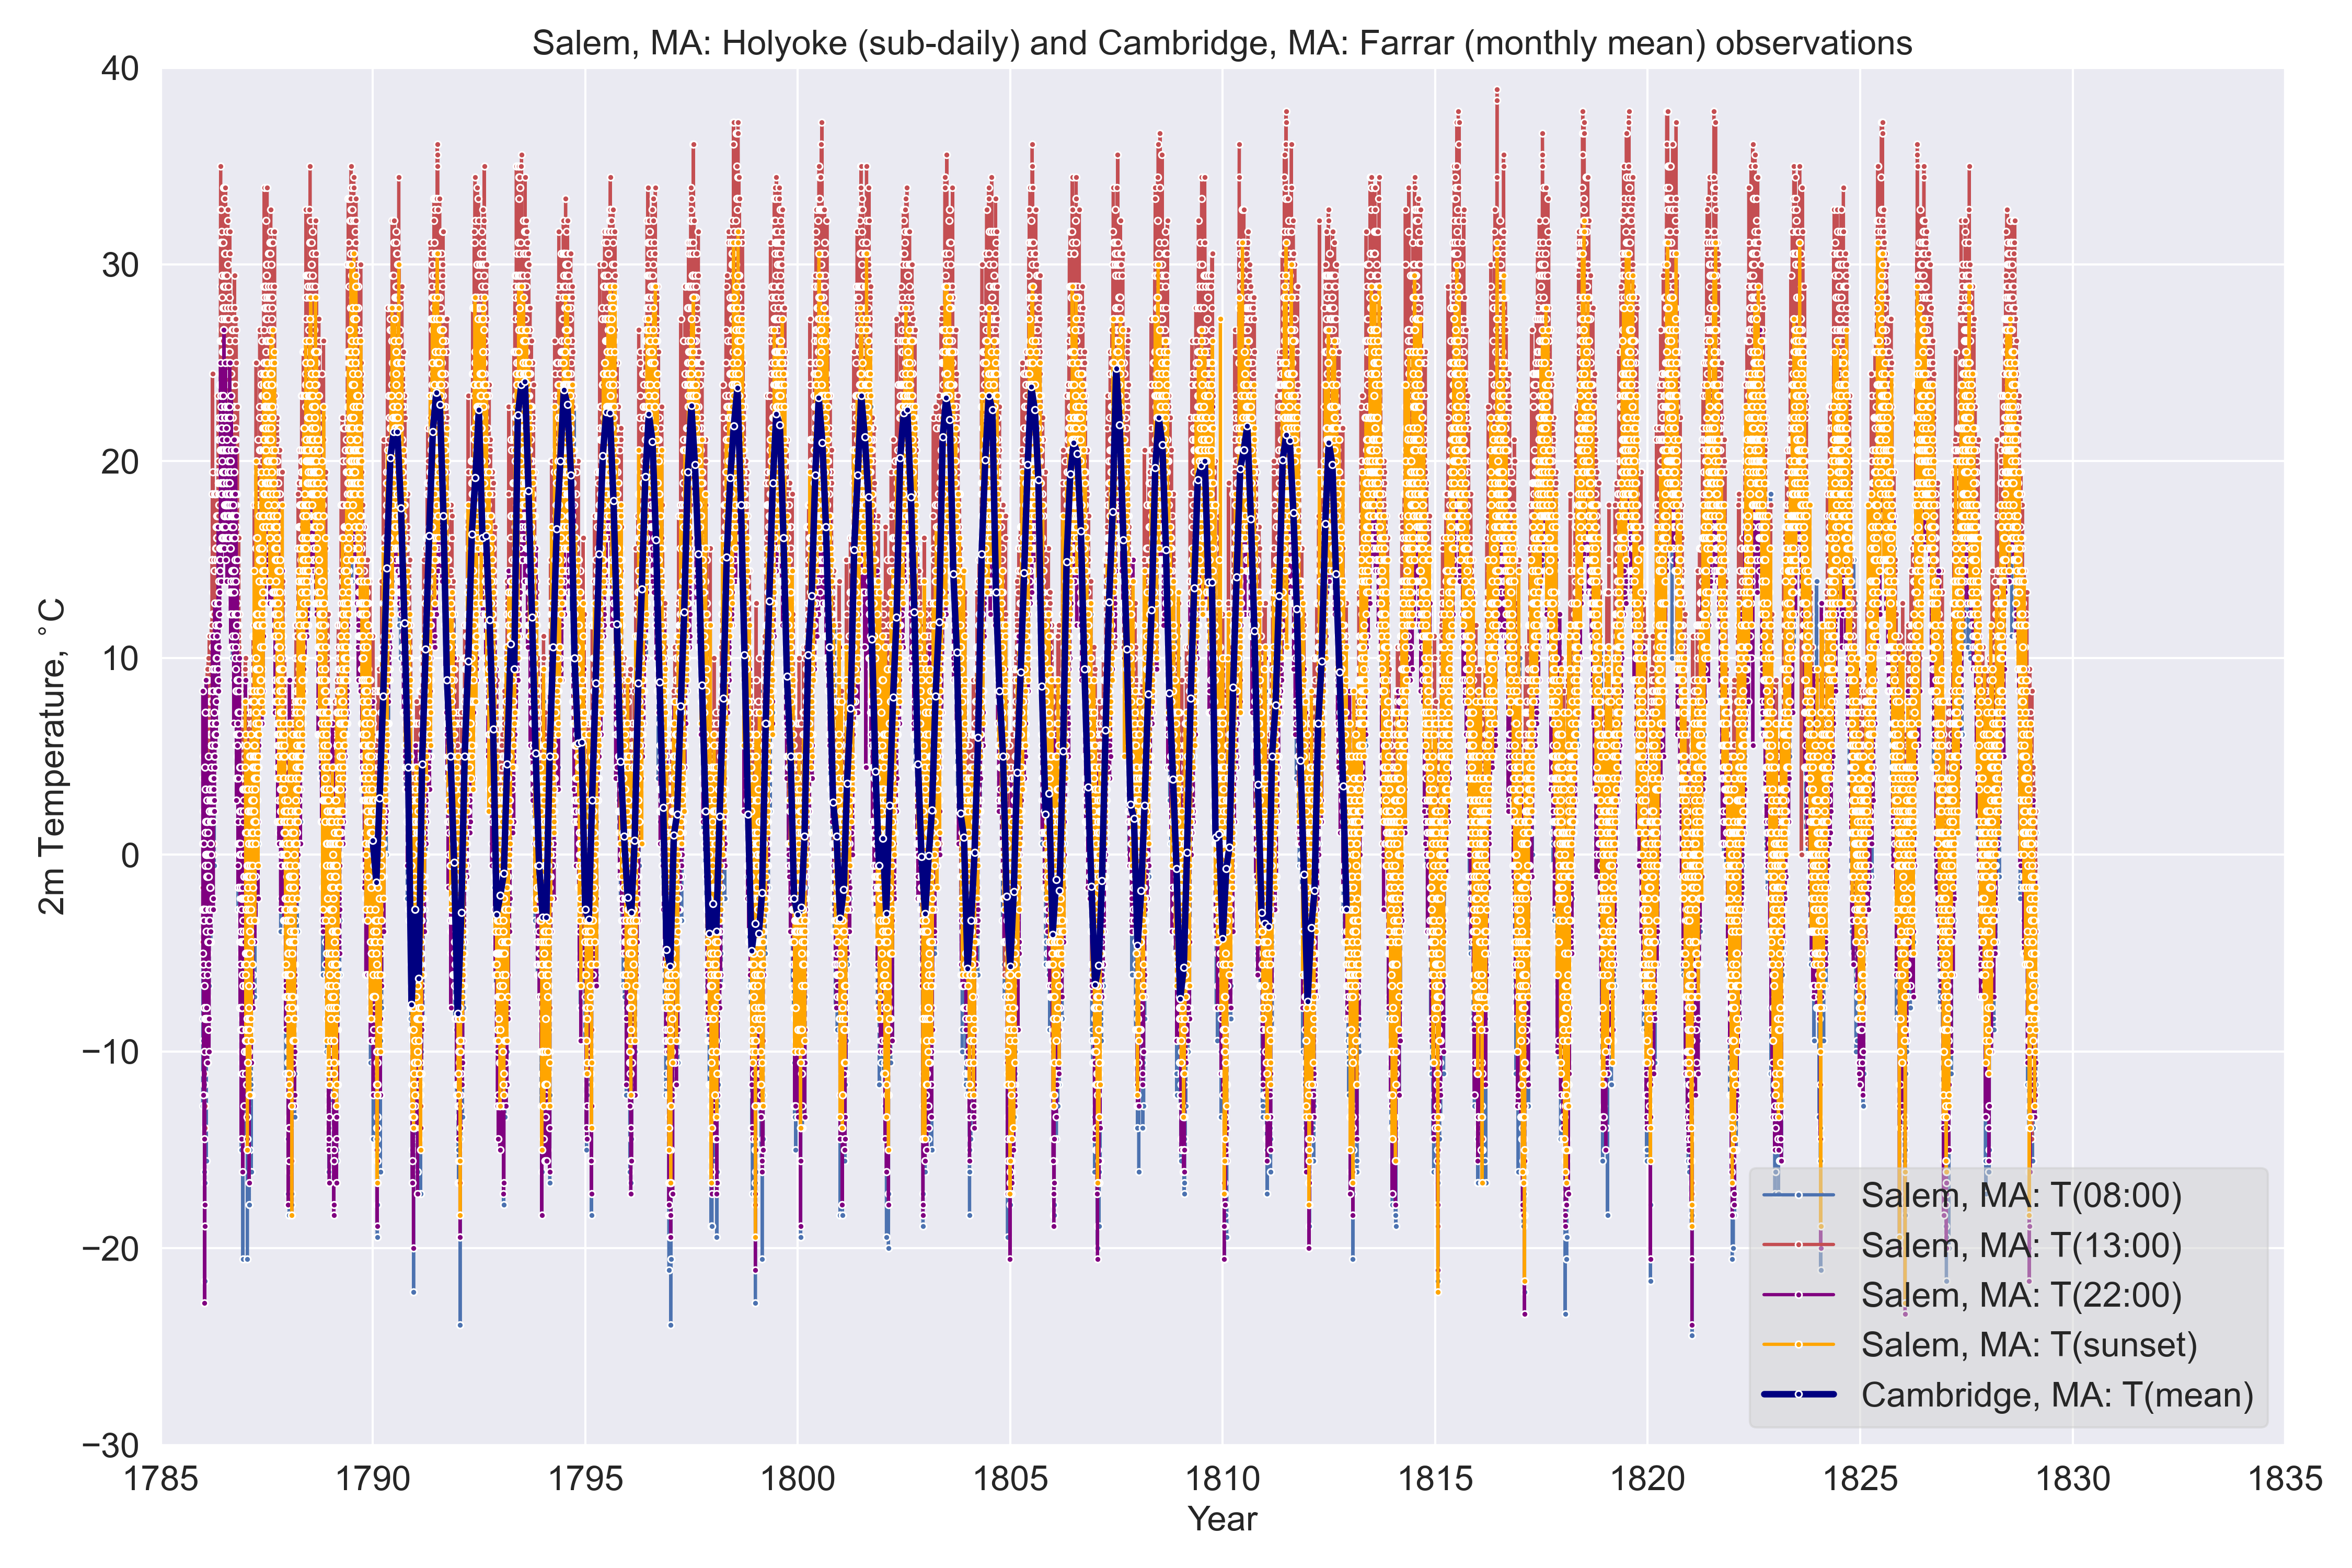 Salem, MA: Holyoke (sub-daily) and Cambridge, MA: Farrar (monthly mean) observations
40
30
20
10
0
−10
−20
−30
2m Temperature, °C
Salem, MA: T(08:00)
Salem, MA: T(13:00)
Salem, MA: T(22:00)
Salem, MA: T(sunset)
Cambridge, MA: T(mean)
1785 1790 1795 1800 1805 1810 1815 1820 1825 1830 1835
Year